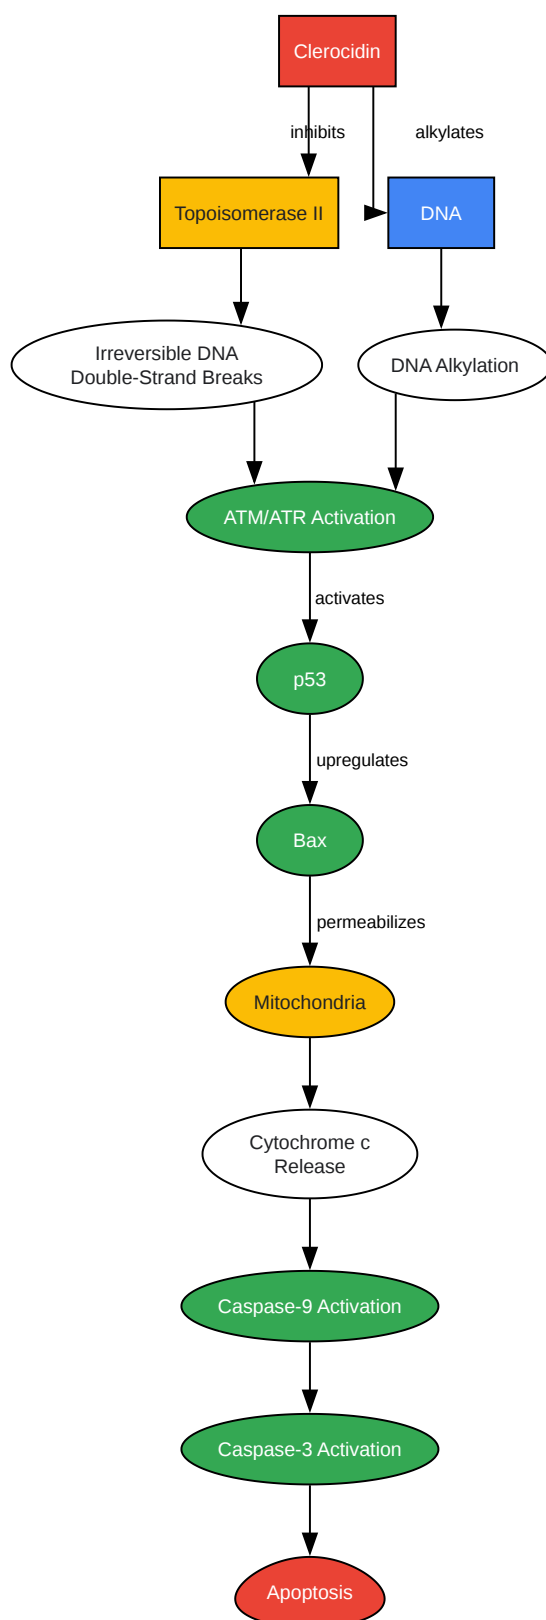 Clerocidin
inhibits
alkylates
Topoisomerase II
DNA
Irreversible DNA
Double-Strand Breaks
DNA Alkylation
ATM/ATR Activation
activates
p53
upregulates
Bax
permeabilizes
Mitochondria
Cytochrome c
Release
Caspase-9 Activation
Caspase-3 Activation
Apoptosis